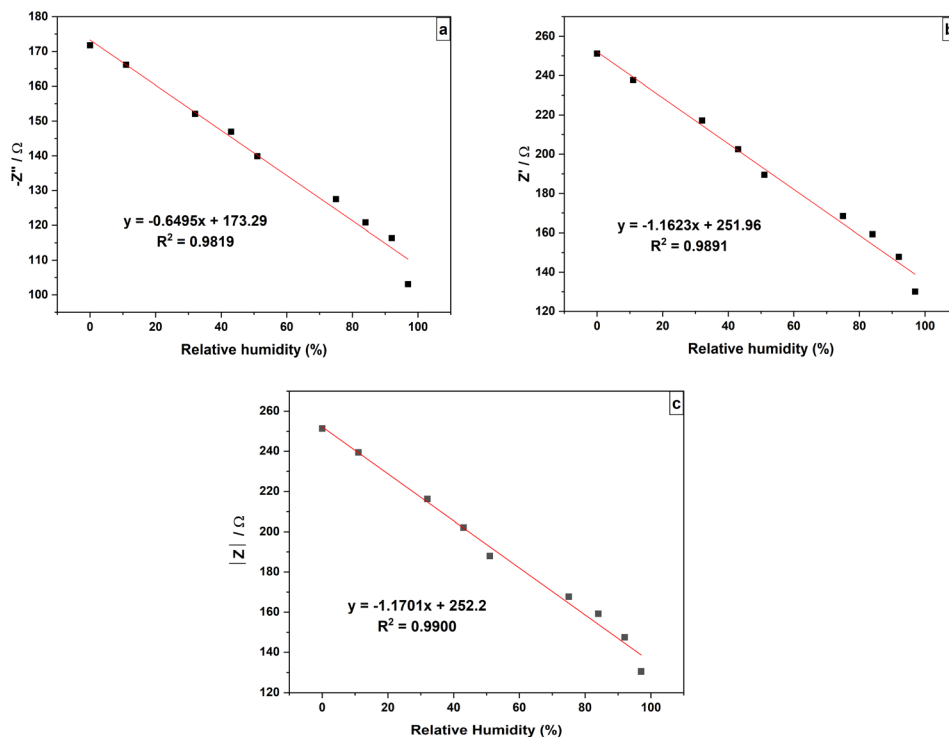 a
180
170
160
150
140
130
120
110
100
-Z'' / Ω
y = -0.6495x + 173.29
R² = 0.9819
0 20 40 60 80 100
Relative humidity (%)
b
260
240
220
200
180
160
140
120
Z' / Ω
y = -1.1623x + 251.96
R² = 0.9891
0 20 40 60 80 100
Relative humidity (%)
c
260
240
220
200
180
160
140
120
|Z| / Ω
y = -1.1701x + 252.2
R² = 0.9900
0 20 40 60 80 100
Relative Humidity (%)